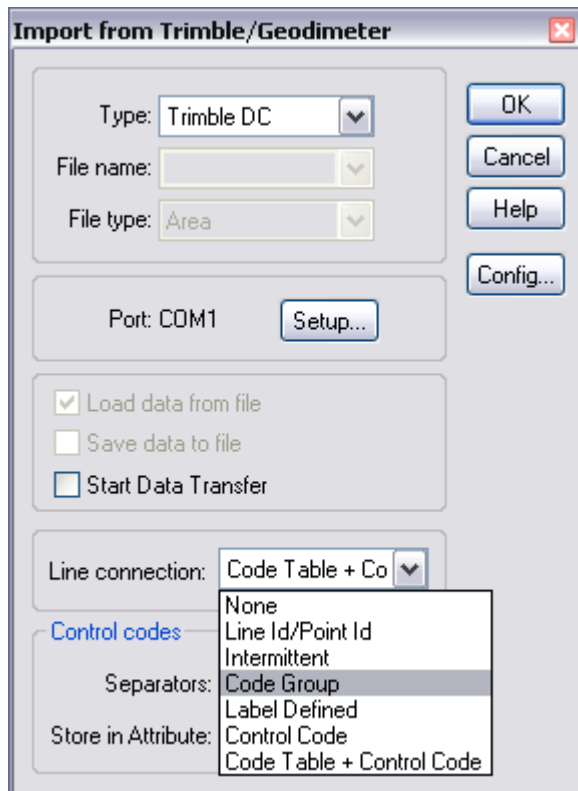 Import from Trimble/Geodimeter
Type: Trimble DC
OK
File name:
Cancel
File type: Area
Help
Config...
Port: COM1 Setup...
Load data from file
Save data to file
Start Data Transfer
Line connection: Code Table + Co
None
Line Id/Point Id
Control codes
Intermittent
Separators: Code Group
Label Defined
Store in Attribute: Control Code
Code Table + Control Code